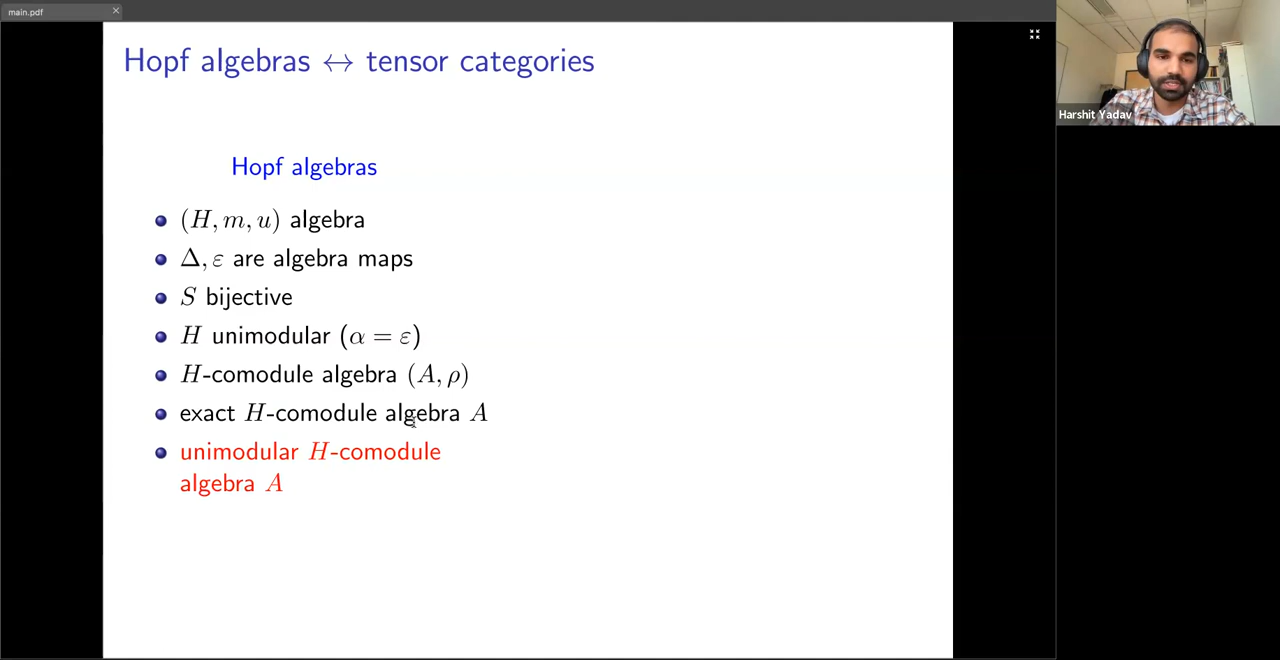 main.pdf
Hopf algebras ↔ tensor categories
Harshit Yadav
Hopf algebras
(H, m, u) algebra
Δ, ε are algebra maps
S bijective
H unimodular (α = ε)
H-comodule algebra (A, ρ)
exact H-comodule algebra A
unimodular H-comodule
algebra A